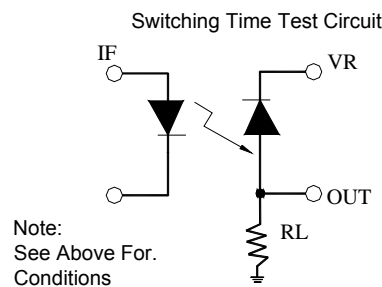 Switching Time Test Circuit
IF
VR
OUT
RL
Note:
See Above For.
Conditions